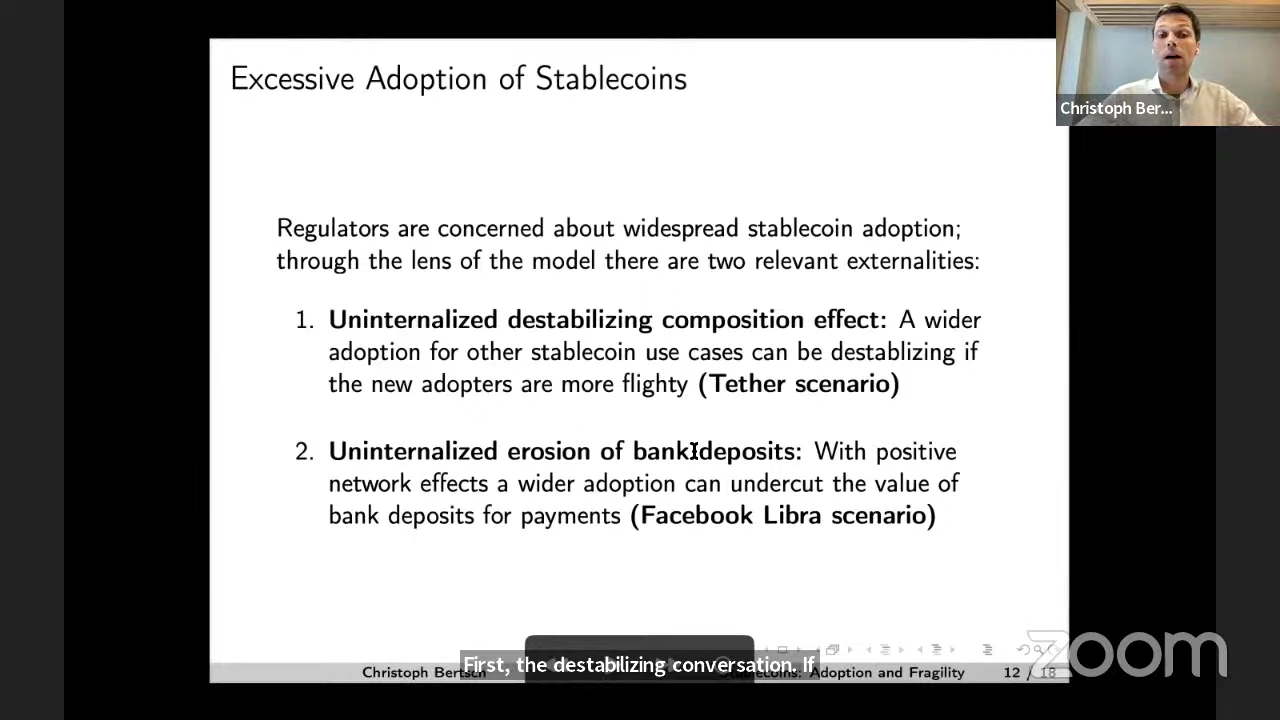 Excessive Adoption of Stablecoins
Christoph Ber...
Regulators are concerned about widespread stablecoin adoption;
through the lens of the model there are two relevant externalities:
1. Uninternalized destabilizing composition effect: A wider
adoption for other stablecoin use cases can be destablizing if
the new adopters are more flighty (Tether scenario)
2. Uninternalized erosion of bank deposits: With positive
network effects a wider adoption can undercut the value of
bank deposits for payments (Facebook Libra scenario)
First, the destabilizing conversation. If
Christoph Bertsch
Stablecoins: Adoption and Fragility
12 / 18
zoom